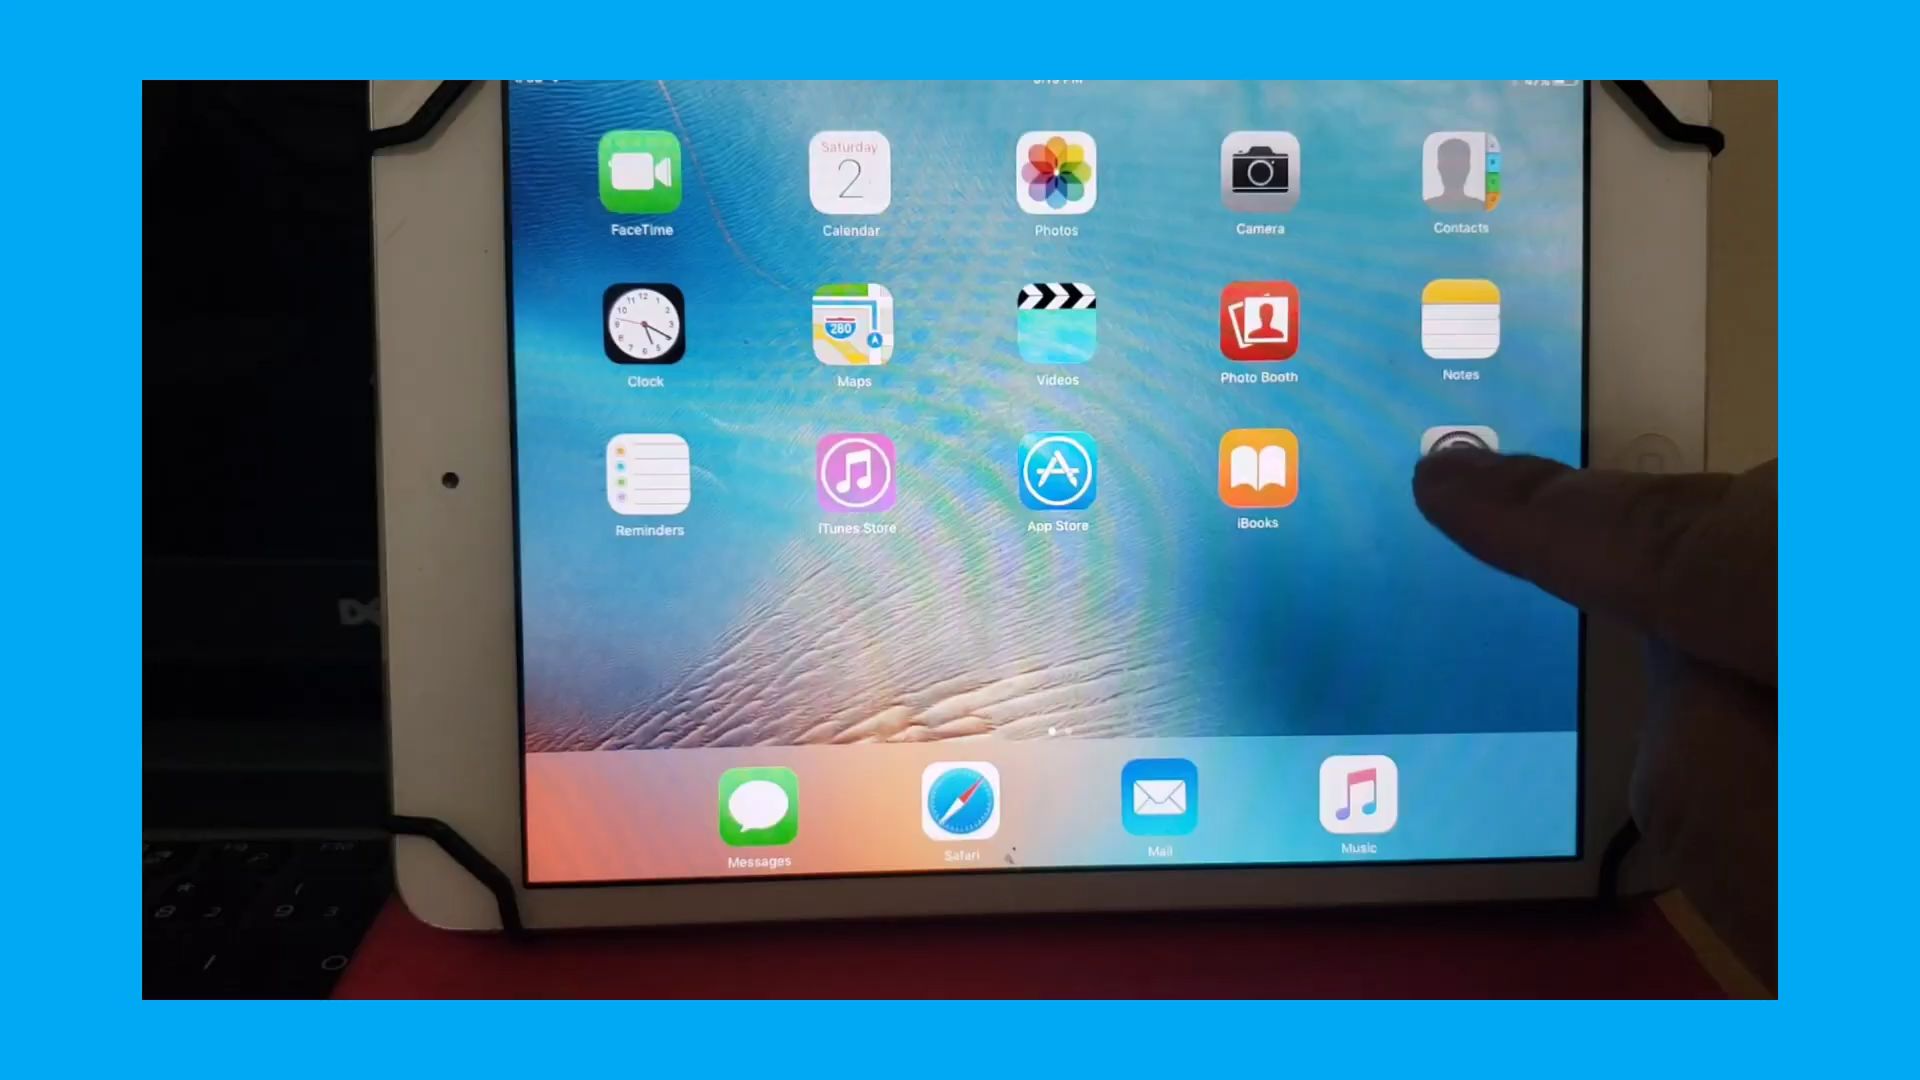 FaceTime
Saturday
2
Calendar
Photos
Camera
Contacts
Clock
280
Maps
Videos
Photo Booth
Notes
Reminders
iTunes Store
App Store
iBooks
Messages
Safari
Mail
Music